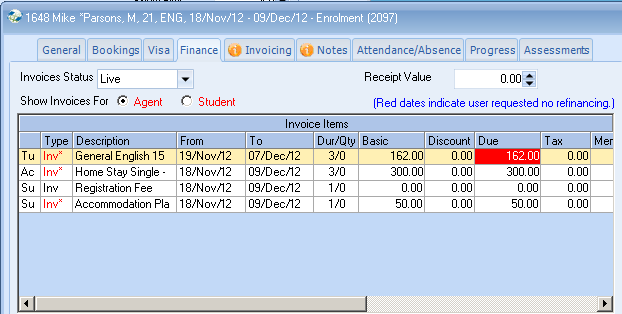 1648 Mike *Parsons, M, 21, ENG, 18/Nov/12 - 09/Dec/12 - Enrolment (2097)
General Bookings Visa Finance Invoicing Notes Attendance/Absence Progress Assessments
Invoices Status Live Receipt Value 0.00
Show Invoices For Agent Student (Red dates indicate user requested no refinancing.)
Invoice Items
Type Description From To Dur/Qty Basic Discount Due Tax Mem
Tu Inv* General English 15 19/Nov/12 07/Dec/12 3/0 162.00 0.00 162.00 0.00
Ac Inv* Home Stay Single - 18/Nov/12 09/Dec/12 3/0 300.00 0.00 300.00 0.00
Su Inv Registration Fee 18/Nov/12 09/Dec/12 1/0 0.00 0.00 0.00 0.00
Su Inv* Accommodation Pla 18/Nov/12 09/Dec/12 1/0 50.00 0.00 50.00 0.00